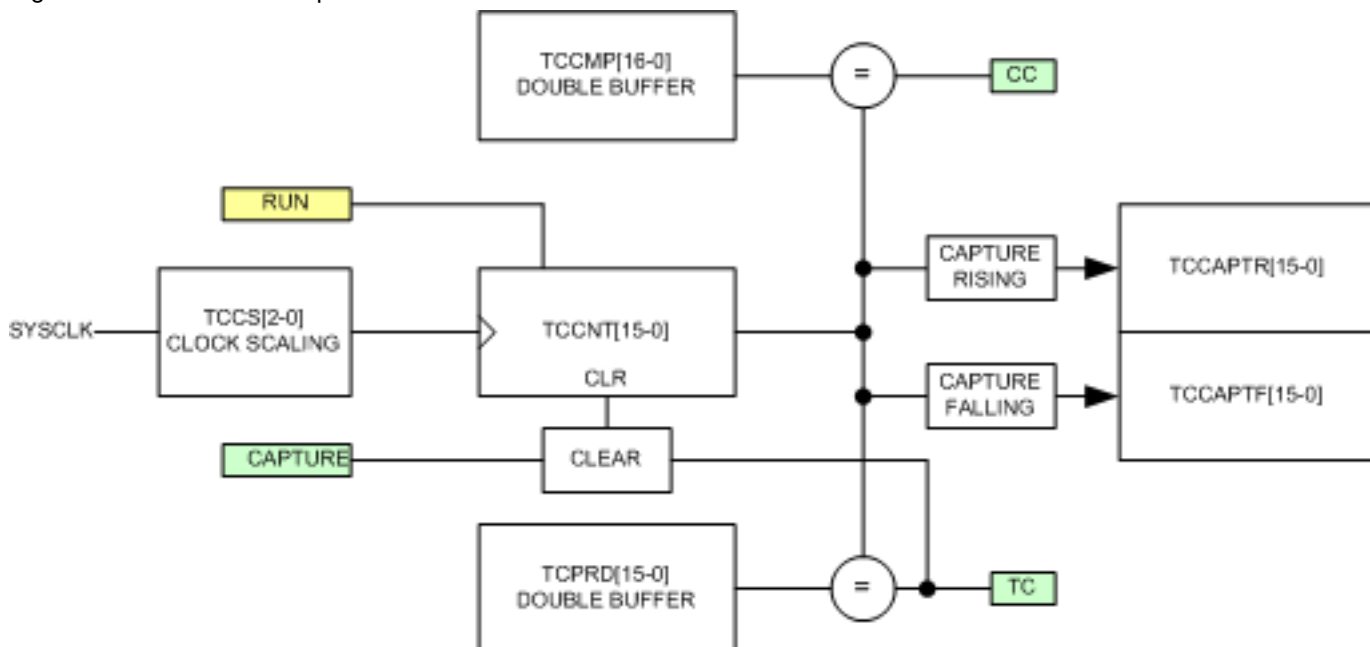 TCCMP[16-0]
DOUBLE BUFFER
=
CC
RUN
CAPTURE
RISING
TCCAPTR[15-0]
SYSCLK
TCCS[2-0]
CLOCK SCALING
TCCNT[15-0]
CLR
CAPTURE
FALLING
TCCAPTF[15-0]
CAPTURE
CLEAR
TCPRD[15-0]
DOUBLE BUFFER
=
TC